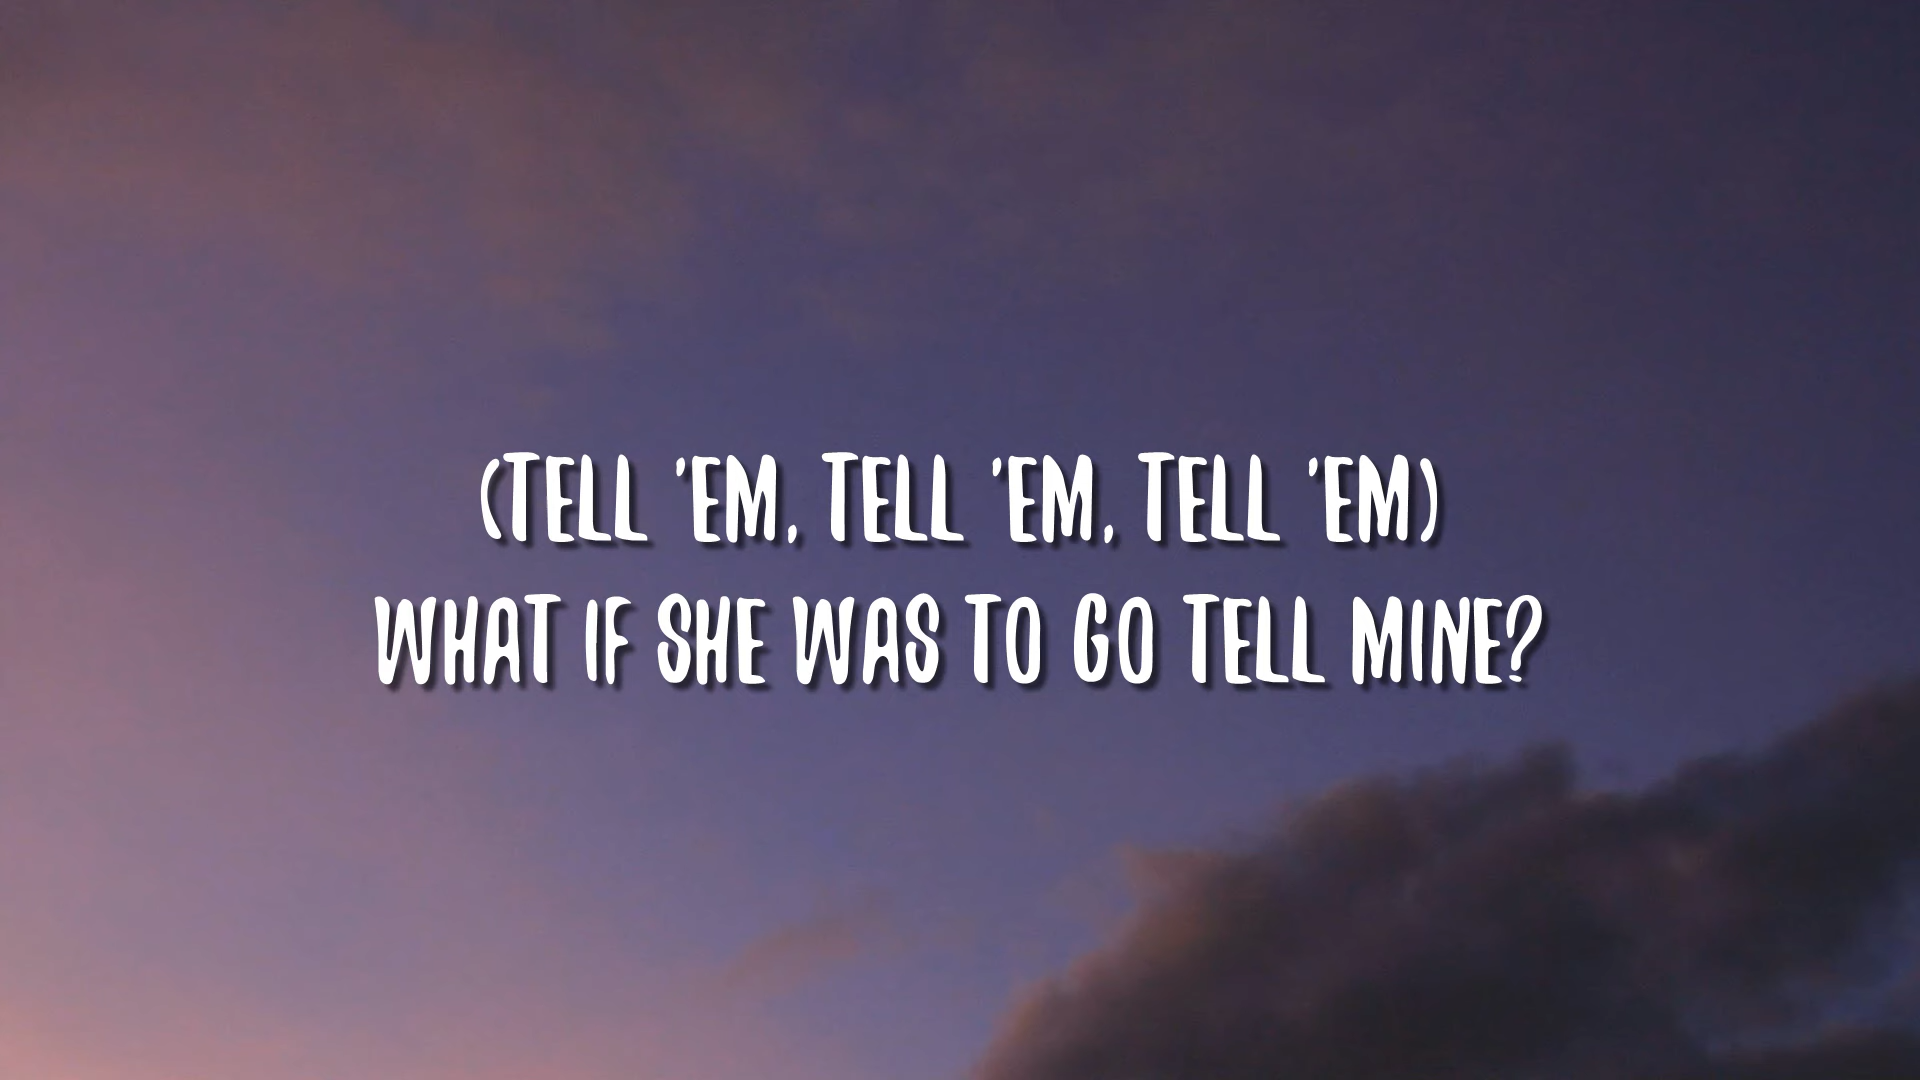 (TELL 'EM, TELL 'EM, TELL 'EM)
WHAT IF SHE WAS TO GO TELL MINE?